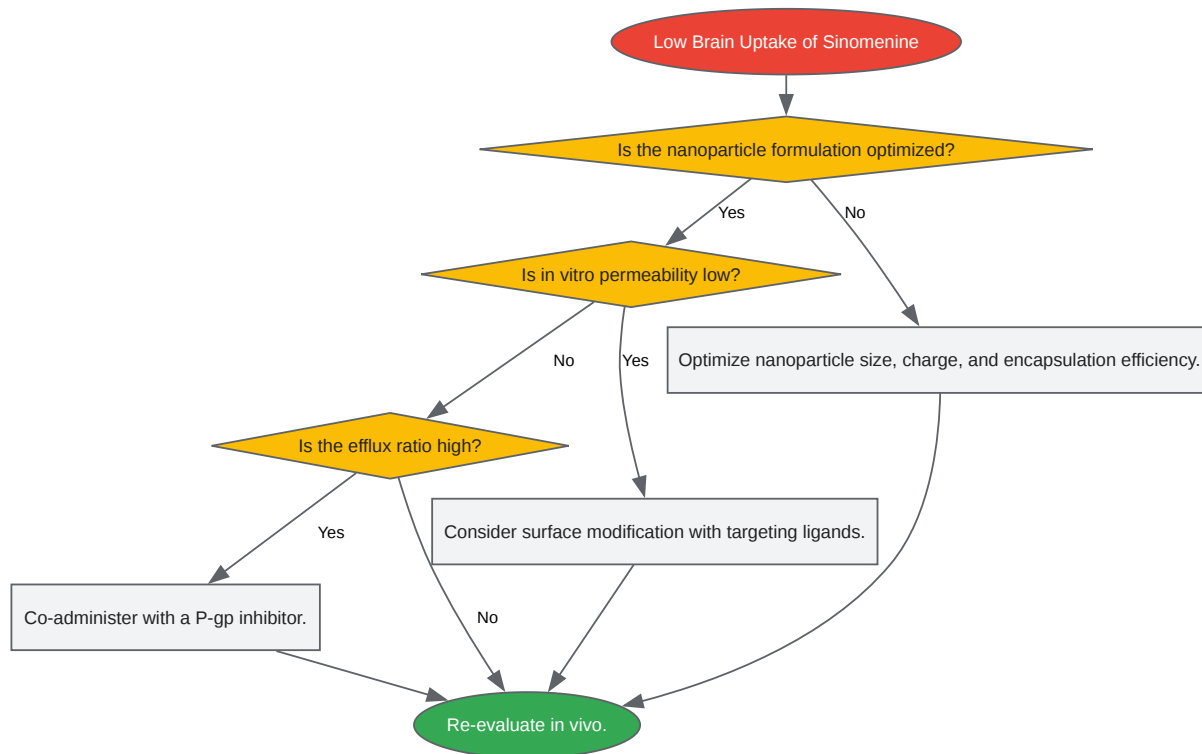 Low Brain Uptake of Sinomenine
Is the nanoparticle formulation optimized?
Yes
No
Is in vitro permeability low?
Optimize nanoparticle size, charge, and encapsulation efficiency.
No
Yes
Is the efflux ratio high?
Consider surface modification with targeting ligands.
Yes
Co-administer with a P-gp inhibitor.
No
Re-evaluate in vivo.